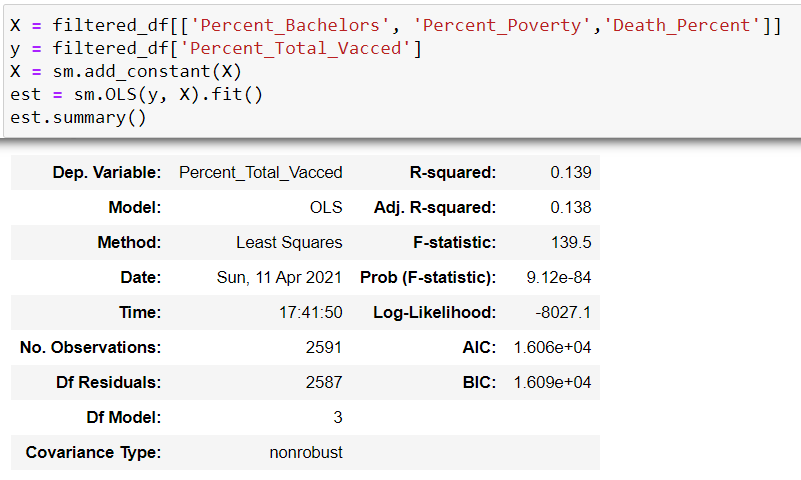 X = filtered_df[['Percent_Bachelors', 'Percent_Poverty','Death_Percent']]
y = filtered_df['Percent_Total_Vacced']
X = sm.add_constant(X)
est = sm.OLS(y, X).fit()
est.summary()
Dep. Variable: Percent_Total_Vacced R-squared: 0.139
Model: OLS Adj. R-squared: 0.138
Method: Least Squares F-statistic: 139.5
Date: Sun, 11 Apr 2021 Prob (F-statistic): 9.12e-84
Time: 17:41:50 Log-Likelihood: -8027.1
No. Observations: 2591 AIC: 1.606e+04
Df Residuals: 2587 BIC: 1.609e+04
Df Model: 3
Covariance Type: nonrobust